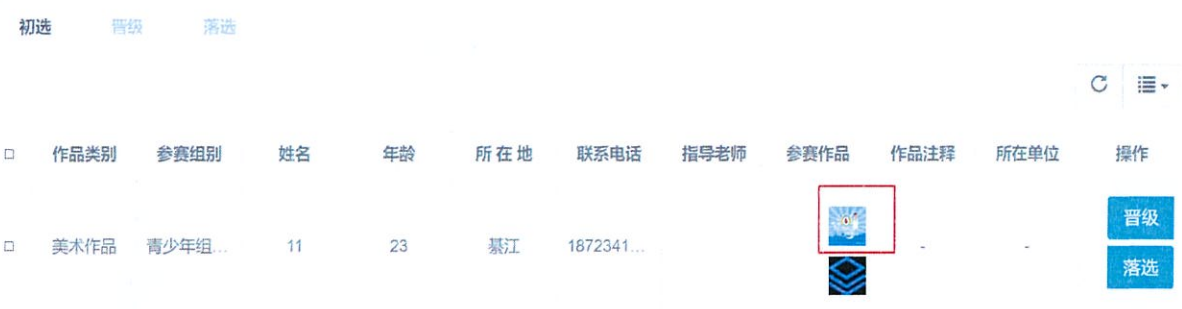 初选 晋级 落选
作品类别 参赛组别 姓名 年龄 所在地 联系电话 指导老师 参赛作品 作品注释 所在单位 操作
美术作品 青少年组... 11 23 綦江 1872341... - - 晋级
落选